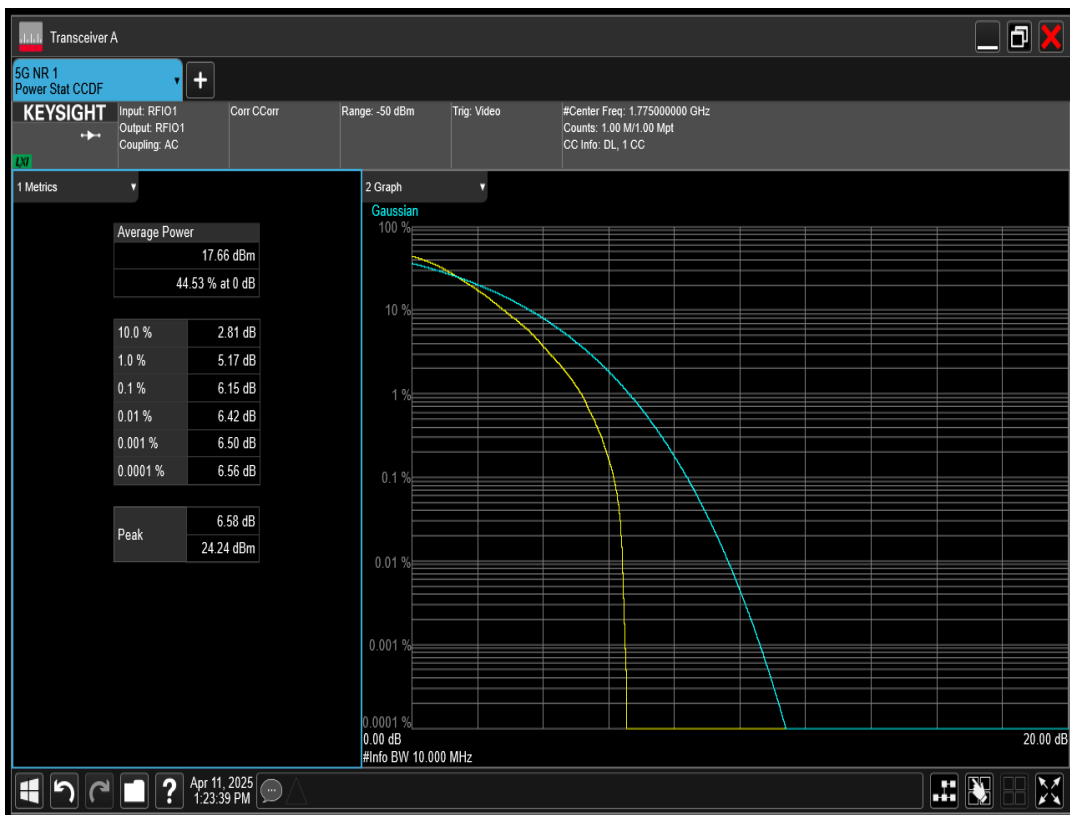 Transceiver A
5G NR 1
Power Stat CCDF
+
KEYSIGHT
LXI
Input: RFIO1
Output: RFIO1
Coupling: AC
Corr CCorr
Range: -50 dBm
Trig: Video
#Center Freq: 1.775000000 GHz
Counts: 1.00 M/1.00 Mpt
CC Info: DL, 1 CC
1 Metrics
Average Power
17.66 dBm
44.53 % at 0 dB
10.0 % 2.81 dB
1.0 % 5.17 dB
0.1 % 6.15 dB
0.01 % 6.42 dB
0.001 % 6.50 dB
0.0001 % 6.56 dB
Peak
6.58 dB
24.24 dBm
2 Graph
Gaussian
100 %
10 %
1 %
0.1 %
0.01 %
0.001 %
0.0001 %
0.00 dB
20.00 dB
#Info BW 10.000 MHz
?
Apr 11, 2025
1:23:39 PM